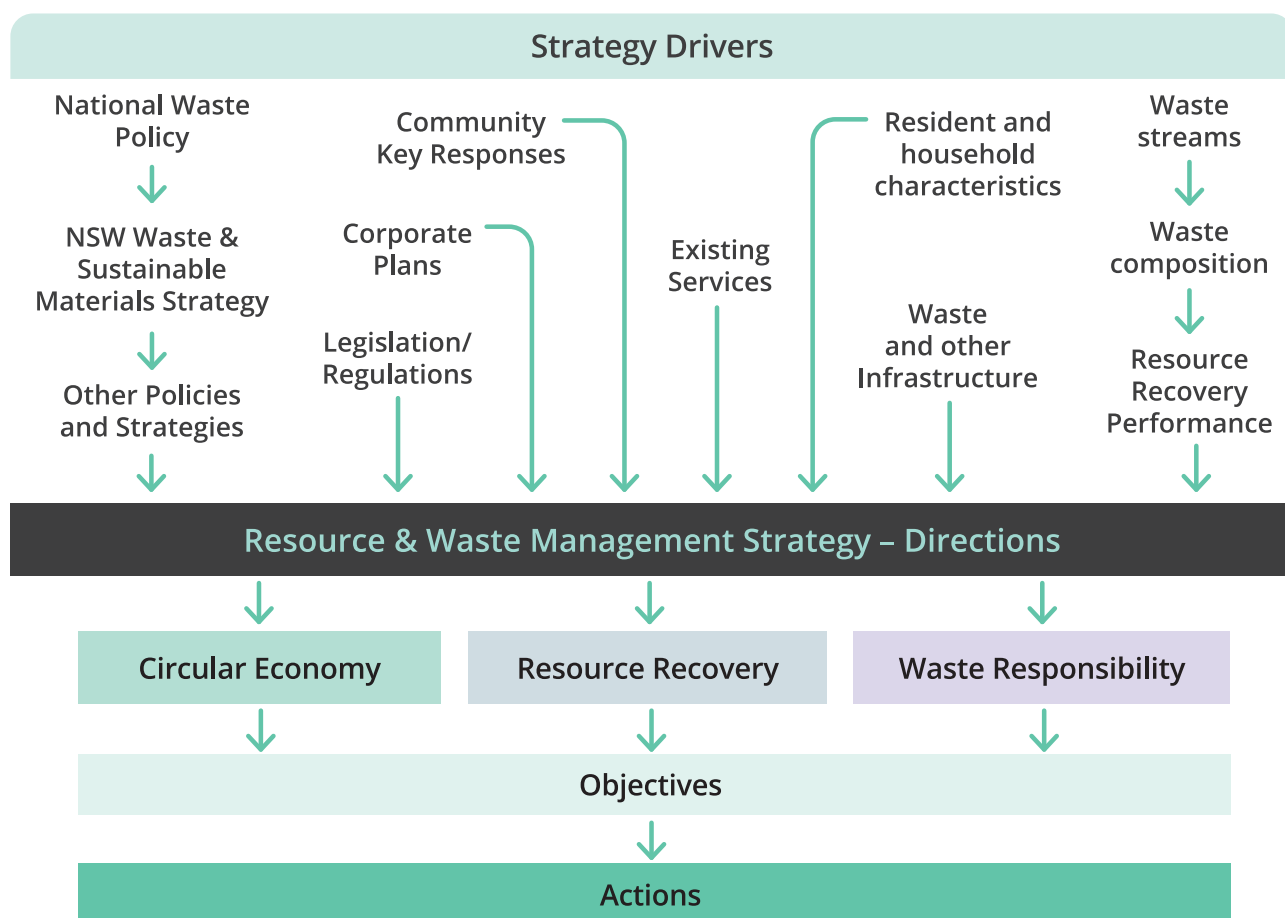 Strategy Drivers
National Waste
Policy
NSW Waste &
Sustainable
Materials Strategy
Other Policies
and Strategies
Community
Key Responses
Corporate
Plans
Legislation/
Regulations
Existing
Services
Resident and
household
characteristics
Waste
and other
Infrastructure
Waste
streams
Waste
composition
Resource
Recovery
Performance
Resource & Waste Management Strategy – Directions
Circular Economy
Resource Recovery
Waste Responsibility
Objectives
Actions